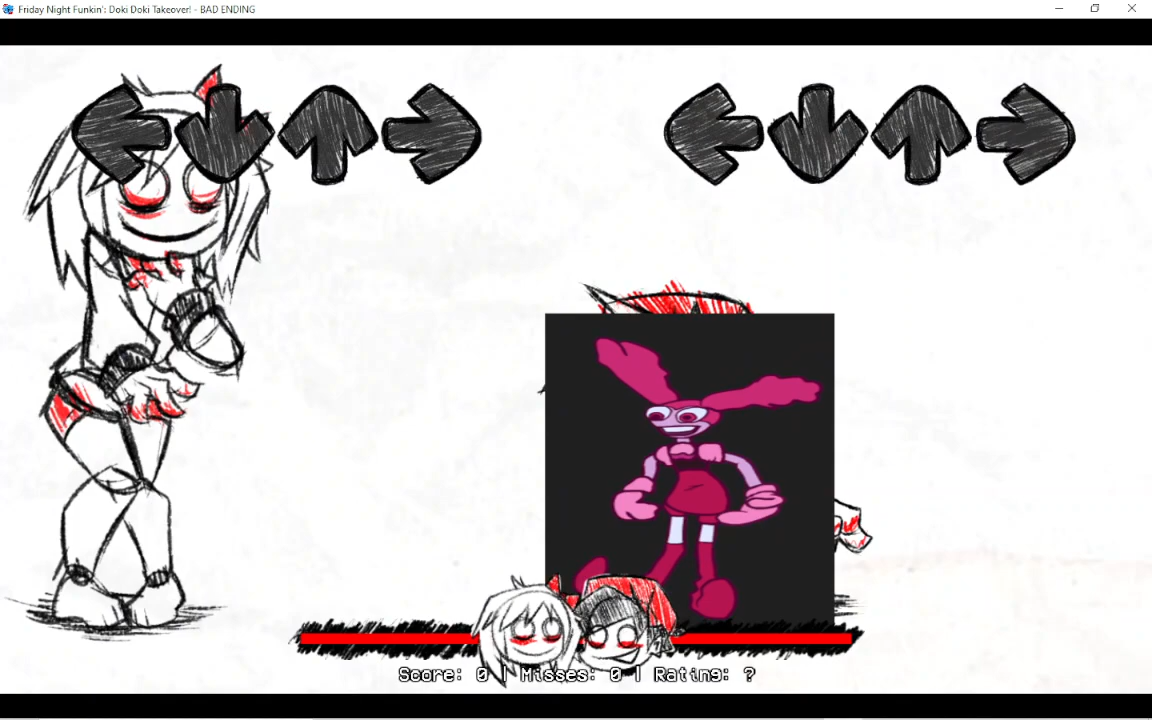 Friday Night Funkin': Doki Doki Takeover! - BAD ENDING
Score: 0 | Misses: 0 | Rating: ?